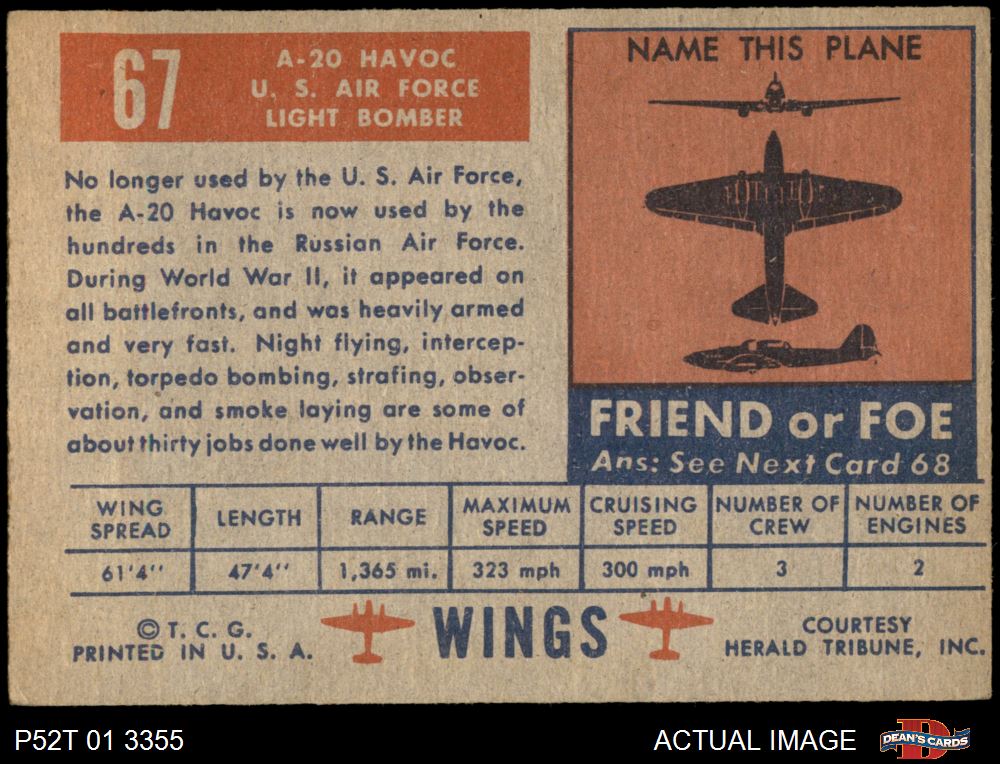 67
A-20 HAVOC
U. S. AIR FORCE
LIGHT BOMBER
No longer used by the U. S. Air Force,
the A-20 Havoc is now used by the
hundreds in the Russian Air Force.
During World War II, it appeared on
all battlefronts, and was heavily armed
and very fast. Night flying, intercep-
tion, torpedo bombing, strafing, obser-
vation, and smoke laying are some of
about thirty jobs done well by the Havoc.
NAME THIS PLANE
FRIEND or FOE
Ans: See Next Card 68
WING SPREAD LENGTH RANGE MAXIMUM SPEED CRUISING SPEED NUMBER OF CREW NUMBER OF ENGINES
61'4'' 47'4'' 1,365 mi. 323 mph 300 mph 3 2
© T. C. G.
PRINTED IN U. S. A.
WINGS
COURTESY
HERALD TRIBUNE, INC.
P52T 01 3355
ACTUAL IMAGE
D
DEAN'S CARDS